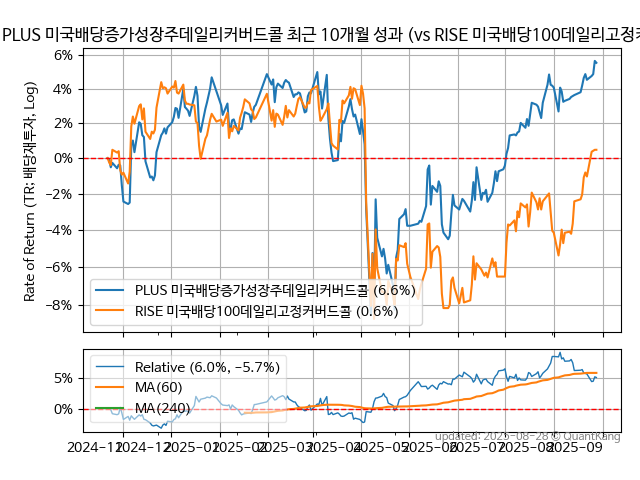 PLUS 미국배당증가성장주데일리커버드콜 최근 10개월 성과 (vs RISE 미국배당100데일리고정커
6%
4%
2%
0%
−2%
−4%
−6%
−8%
Rate of Return (TR: 배당재투자, Log)
PLUS 미국배당증가성장주데일리커버드콜 (6.6%)
RISE 미국배당100데일리고정커버드콜 (0.6%)
5%
0%
Relative (6.0%, −5.7%)
MA(60)
MA(240)
2024−11 2024−12 2025−01 2025−02 2025−03 2025−04 2025−05 2025−06 2025−07 2025−08 2025−09
updated: 2025−08−28 © QuantKang